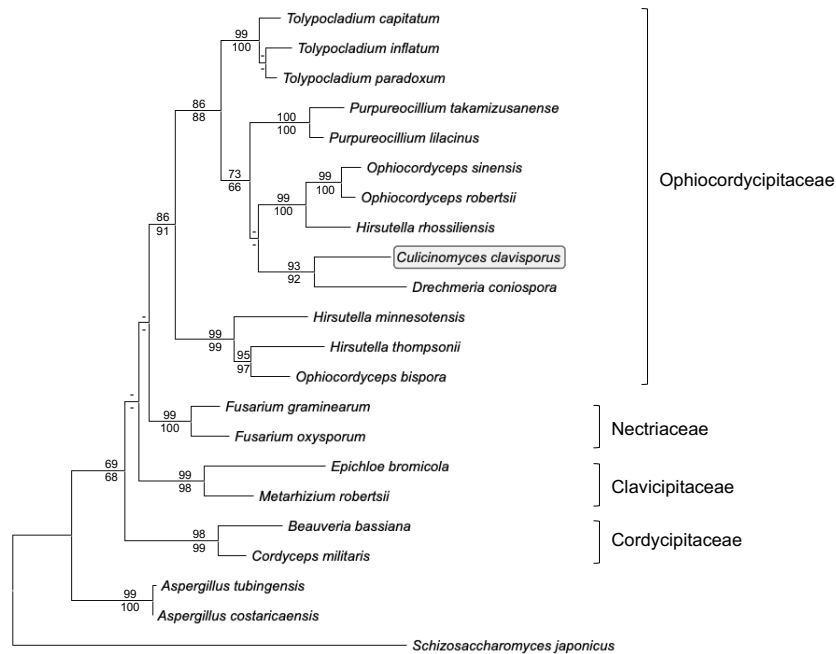 Tolypocladium capitatum
99
100
-
-
Tolypocladium inflatum
Tolypocladium paradoxum
86
88
Purpureocillium takamizusanense
100
100
Purpureocillium lilacinus
73
66
Ophiocordyceps sinensis
99
100
Ophiocordyceps robertsii
Ophiocordycipitaceae
99
100
Hirsutella rhossiliensis
86
91
-
-
Culicinomyces clavisporus
93
92
Drechmeria coniospora
Hirsutella minnesotensis
-
-
99
99
Hirsutella thompsonii
95
97
Ophiocordyceps bispora
-
-
Fusarium graminearum
99
100
Nectriaceae
Fusarium oxysporum
69
68
Epichloe bromicola
99
98
Clavicipitaceae
Metarhizium robertsii
Beauveria bassiana
98
99
Cordycipitaceae
Cordyceps militaris
Aspergillus tubingensis
99
100
Aspergillus costaricaensis
Schizosaccharomyces japonicus